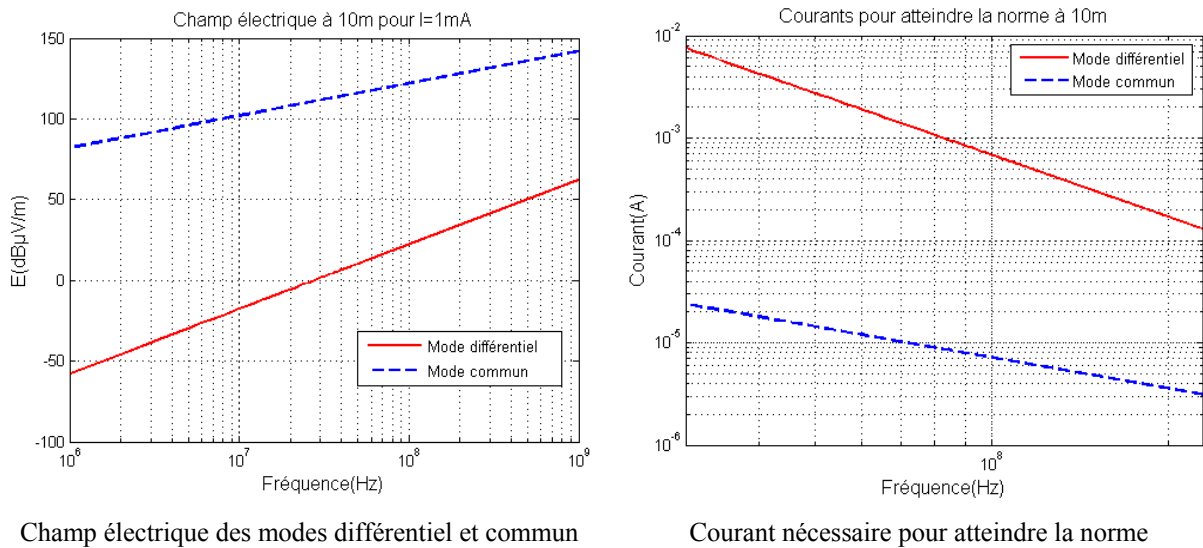 Champ électrique à 10m pour I=1mA
E(dBµV/m)
150
100
50
0
-50
-100
10^6
10^7
10^8
10^9
Fréquence(Hz)
Mode différentiel
Mode commun
Champ électrique des modes différentiel et commun
Courants pour atteindre la norme à 10m
Courant(A)
10^-2
10^-3
10^-4
10^-5
10^-6
10^8
Fréquence(Hz)
Mode différentiel
Mode commun
Courant nécessaire pour atteindre la norme